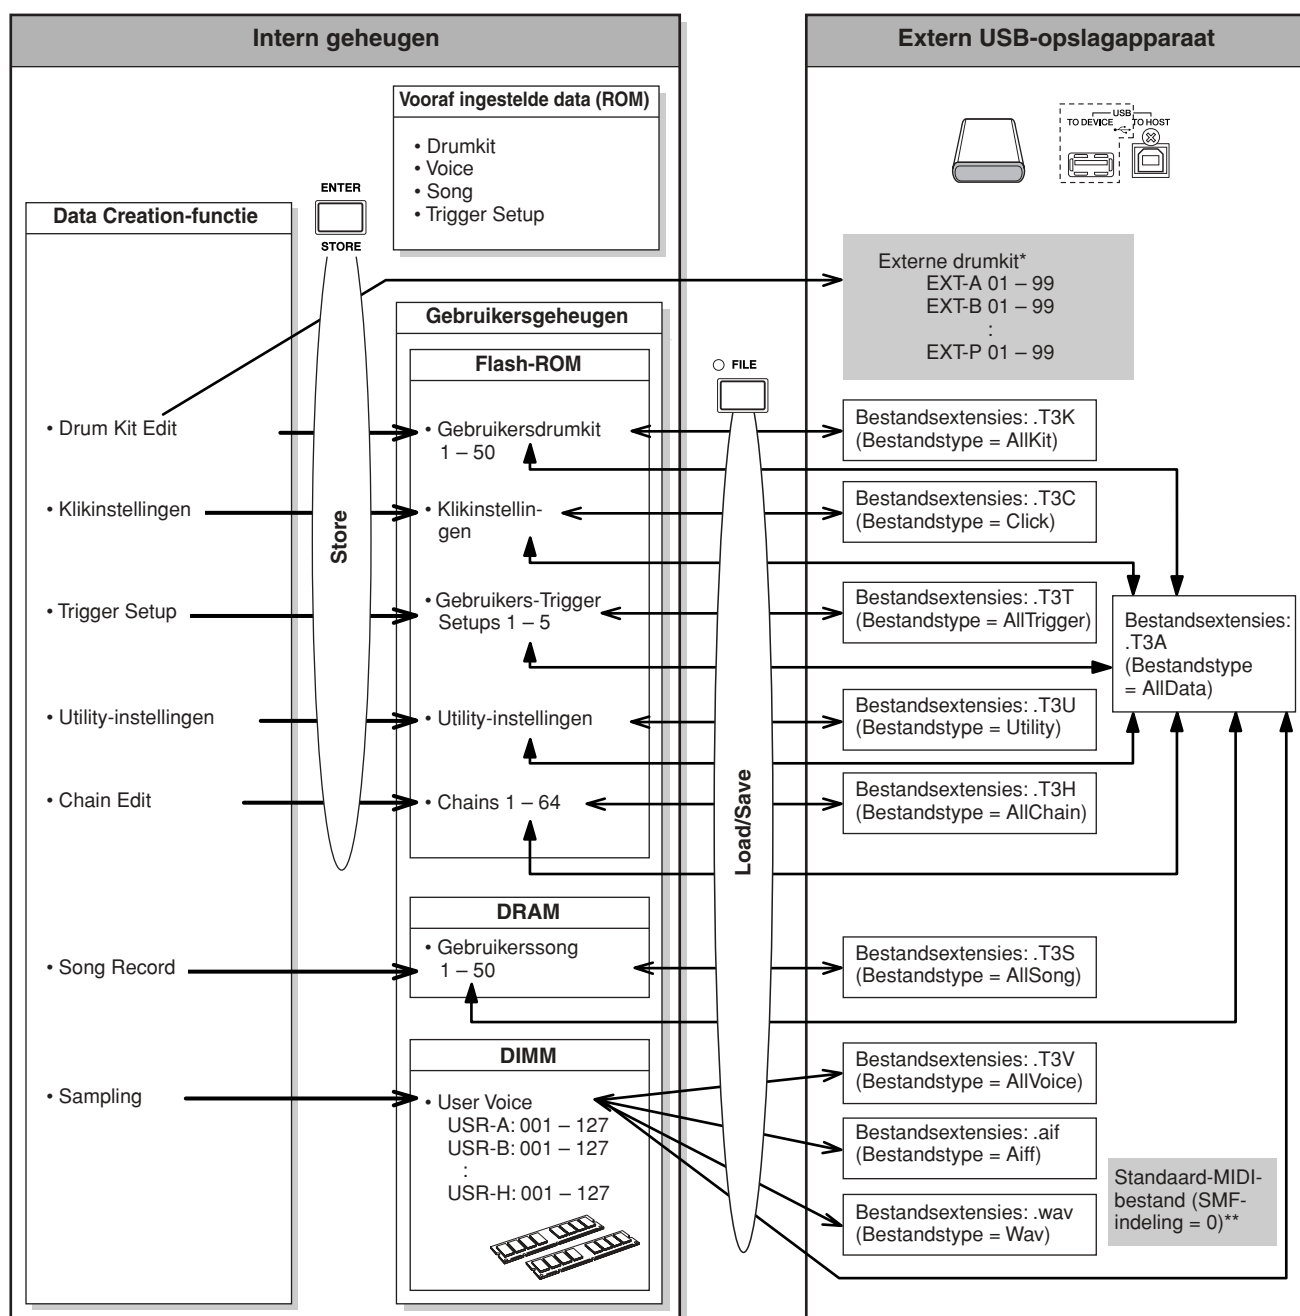 Intern geheugen
Extern USB-opslagapparaat
Vooraf ingestelde data (ROM)
• Drumkit
• Voice
• Song
• Trigger Setup
USB
TO DEVICE
TO HOST
ENTER
STORE
Data Creation-functie
Externe drumkit*
EXT-A 01 – 99
EXT-B 01 – 99
:
EXT-P 01 – 99
Gebruikersgeheugen
Flash-ROM
FILE
• Drum Kit Edit
• Gebruikersdrumkit
1 – 50
Bestandsextensies: .T3K
(Bestandstype = AllKit)
• Klikinstellingen
• Klikinstellin-
gen
Bestandsextensies: .T3C
(Bestandstype = Click)
Store
• Trigger Setup
• Gebruikers-Trigger
Setups 1 – 5
Bestandsextensies: .T3T
(Bestandstype = AllTrigger)
Bestandsextensies:
.T3A
(Bestandstype
= AllData)
• Utility-instellingen
• Utility-instellingen
Bestandsextensies: .T3U
(Bestandstype = Utility)
• Chain Edit
• Chains 1 – 64
Bestandsextensies: .T3H
(Bestandstype = AllChain)
Load/Save
DRAM
• Song Record
• Gebruikerssong
1 – 50
Bestandsextensies: .T3S
(Bestandstype = AllSong)
DIMM
• Sampling
• User Voice
USR-A: 001 – 127
USR-B: 001 – 127
:
USR-H: 001 – 127
Bestandsextensies: .T3V
(Bestandstype = AllVoice)
Bestandsextensies: .aif
(Bestandstype = Aiff)
Bestandsextensies: .wav
(Bestandstype = Wav)
Standaard-MIDI-
bestand (SMF-
indeling = 0)**